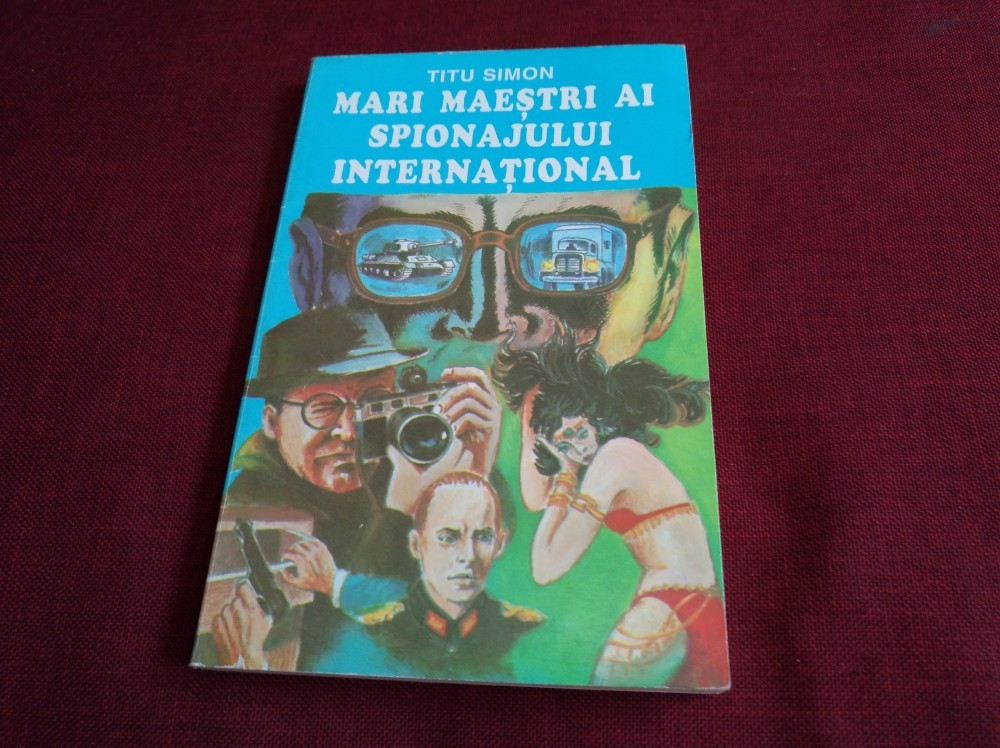 TITU SIMON
MARI MAEȘTRI AI
SPIONAJULUI
INTERNAȚIONAL